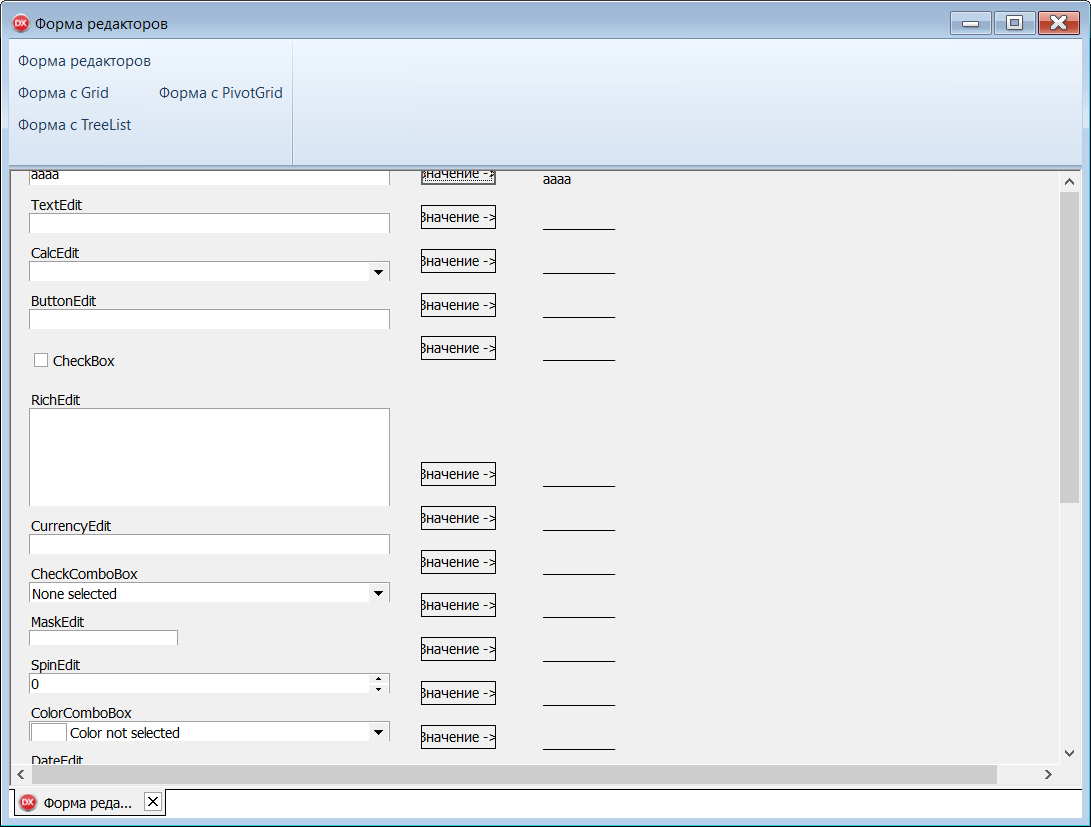 DX Форма редакторов
Форма редакторов
Форма с Grid Форма с PivotGrid
Форма с TreeList
aaaa Значение -> aaaa
TextEdit
Значение ->
CalcEdit
Значение ->
ButtonEdit
Значение ->
Значение ->
CheckBox
RichEdit
Значение ->
CurrencyEdit
Значение ->
CheckComboBox
Значение ->
None selected
MaskEdit
Значение ->
SpinEdit
Значение ->
0
Значение ->
ColorComboBox
Color not selected
Значение ->
DateEdit
DX Форма реда...